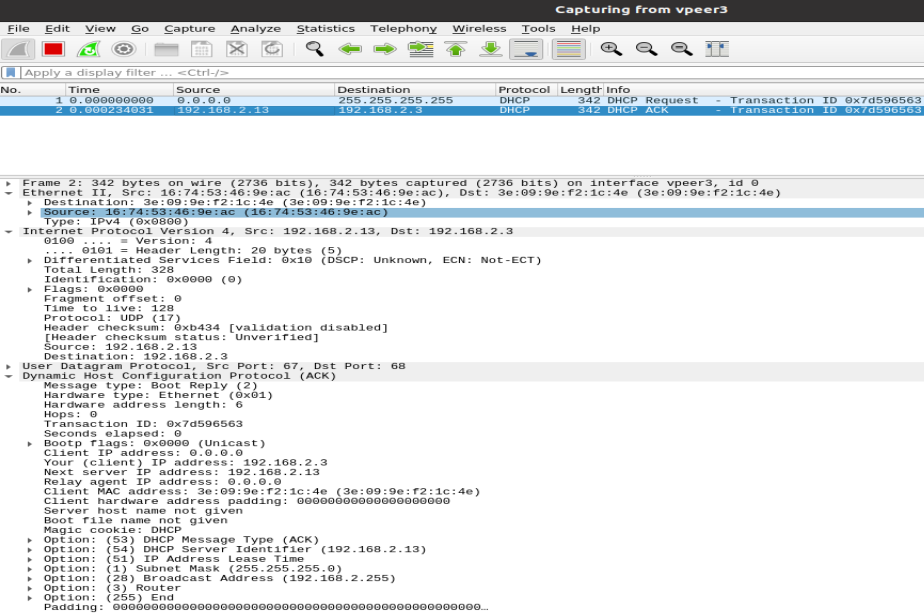 Capturing from vpeer3
File Edit View Go Capture Analyze Statistics Telephony Wireless Tools Help
Apply a display filter ... <Ctrl-/>
No. Time Source Destination Protocol Length Info
1 0.000000000 0.0.0.0 255.255.255.255 DHCP 342 DHCP Request - Transaction ID 0x7d596563
2 0.000234031 192.168.2.13 192.168.2.3 DHCP 342 DHCP ACK - Transaction ID 0x7d596563
Frame 2: 342 bytes on wire (2736 bits), 342 bytes captured (2736 bits) on interface vpeer3, id 0
Ethernet II, Src: 16:74:53:46:9e:ac (16:74:53:46:9e:ac), Dst: 3e:09:9e:f2:1c:4e (3e:09:9e:f2:1c:4e)
Destination: 3e:09:9e:f2:1c:4e (3e:09:9e:f2:1c:4e)
Source: 16:74:53:46:9e:ac (16:74:53:46:9e:ac)
Type: IPv4 (0x0800)
Internet Protocol Version 4, Src: 192.168.2.13, Dst: 192.168.2.3
0100 .... = Version: 4
.... 0101 = Header Length: 20 bytes (5)
Differentiated Services Field: 0x10 (DSCP: Unknown, ECN: Not-ECT)
Total Length: 328
Identification: 0x0000 (0)
Flags: 0x0000
Fragment offset: 0
Time to live: 128
Protocol: UDP (17)
Header checksum: 0xb434 [validation disabled]
[Header checksum status: Unverified]
Source: 192.168.2.13
Destination: 192.168.2.3
User Datagram Protocol, Src Port: 67, Dst Port: 68
Dynamic Host Configuration Protocol (ACK)
Message type: Boot Reply (2)
Hardware type: Ethernet (0x01)
Hardware address length: 6
Hops: 0
Transaction ID: 0x7d596563
Seconds elapsed: 0
Bootp flags: 0x0000 (Unicast)
Client IP address: 0.0.0.0
Your (client) IP address: 192.168.2.3
Next server IP address: 192.168.2.13
Relay agent IP address: 0.0.0.0
Client MAC address: 3e:09:9e:f2:1c:4e (3e:09:9e:f2:1c:4e)
Client hardware address padding: 00000000000000000000
Server host name not given
Boot file name not given
Magic cookie: DHCP
Option: (53) DHCP Message Type (ACK)
Option: (54) DHCP Server Identifier (192.168.2.13)
Option: (51) IP Address Lease Time
Option: (1) Subnet Mask (255.255.255.0)
Option: (28) Broadcast Address (192.168.2.255)
Option: (3) Router
Option: (255) End
Padding: 000000000000000000000000000000000000000000000000…